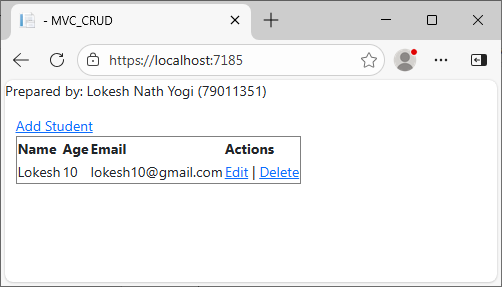 - MVC_CRUD
https://localhost:7185
Prepared by: Lokesh Nath Yogi (79011351)
Add Student
Name Age Email Actions
Lokesh 10 lokesh10@gmail.com Edit | Delete